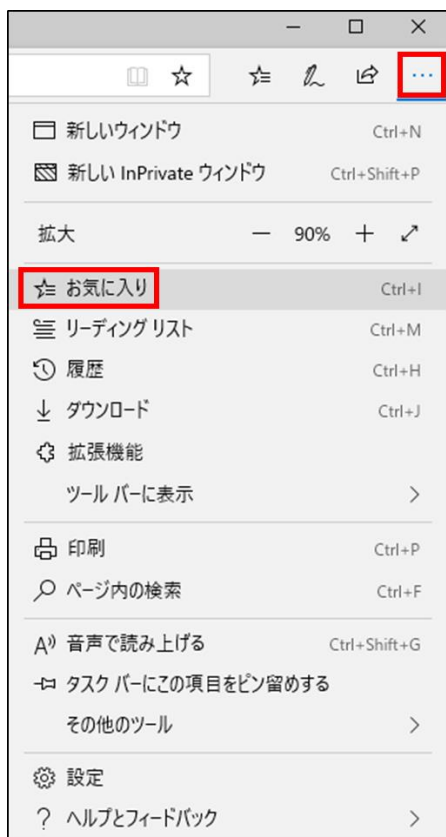 新しいウィンドウ Ctrl+N
新しい InPrivate ウィンドウ Ctrl+Shift+P
拡大 90%
お気に入り Ctrl+I
リーディング リスト Ctrl+M
履歴 Ctrl+H
ダウンロード Ctrl+J
拡張機能
ツール バーに表示
印刷 Ctrl+P
ページ内の検索 Ctrl+F
音声で読み上げる Ctrl+Shift+G
タスク バーにこの項目をピン留めする
その他のツール
設定
ヘルプとフィードバック